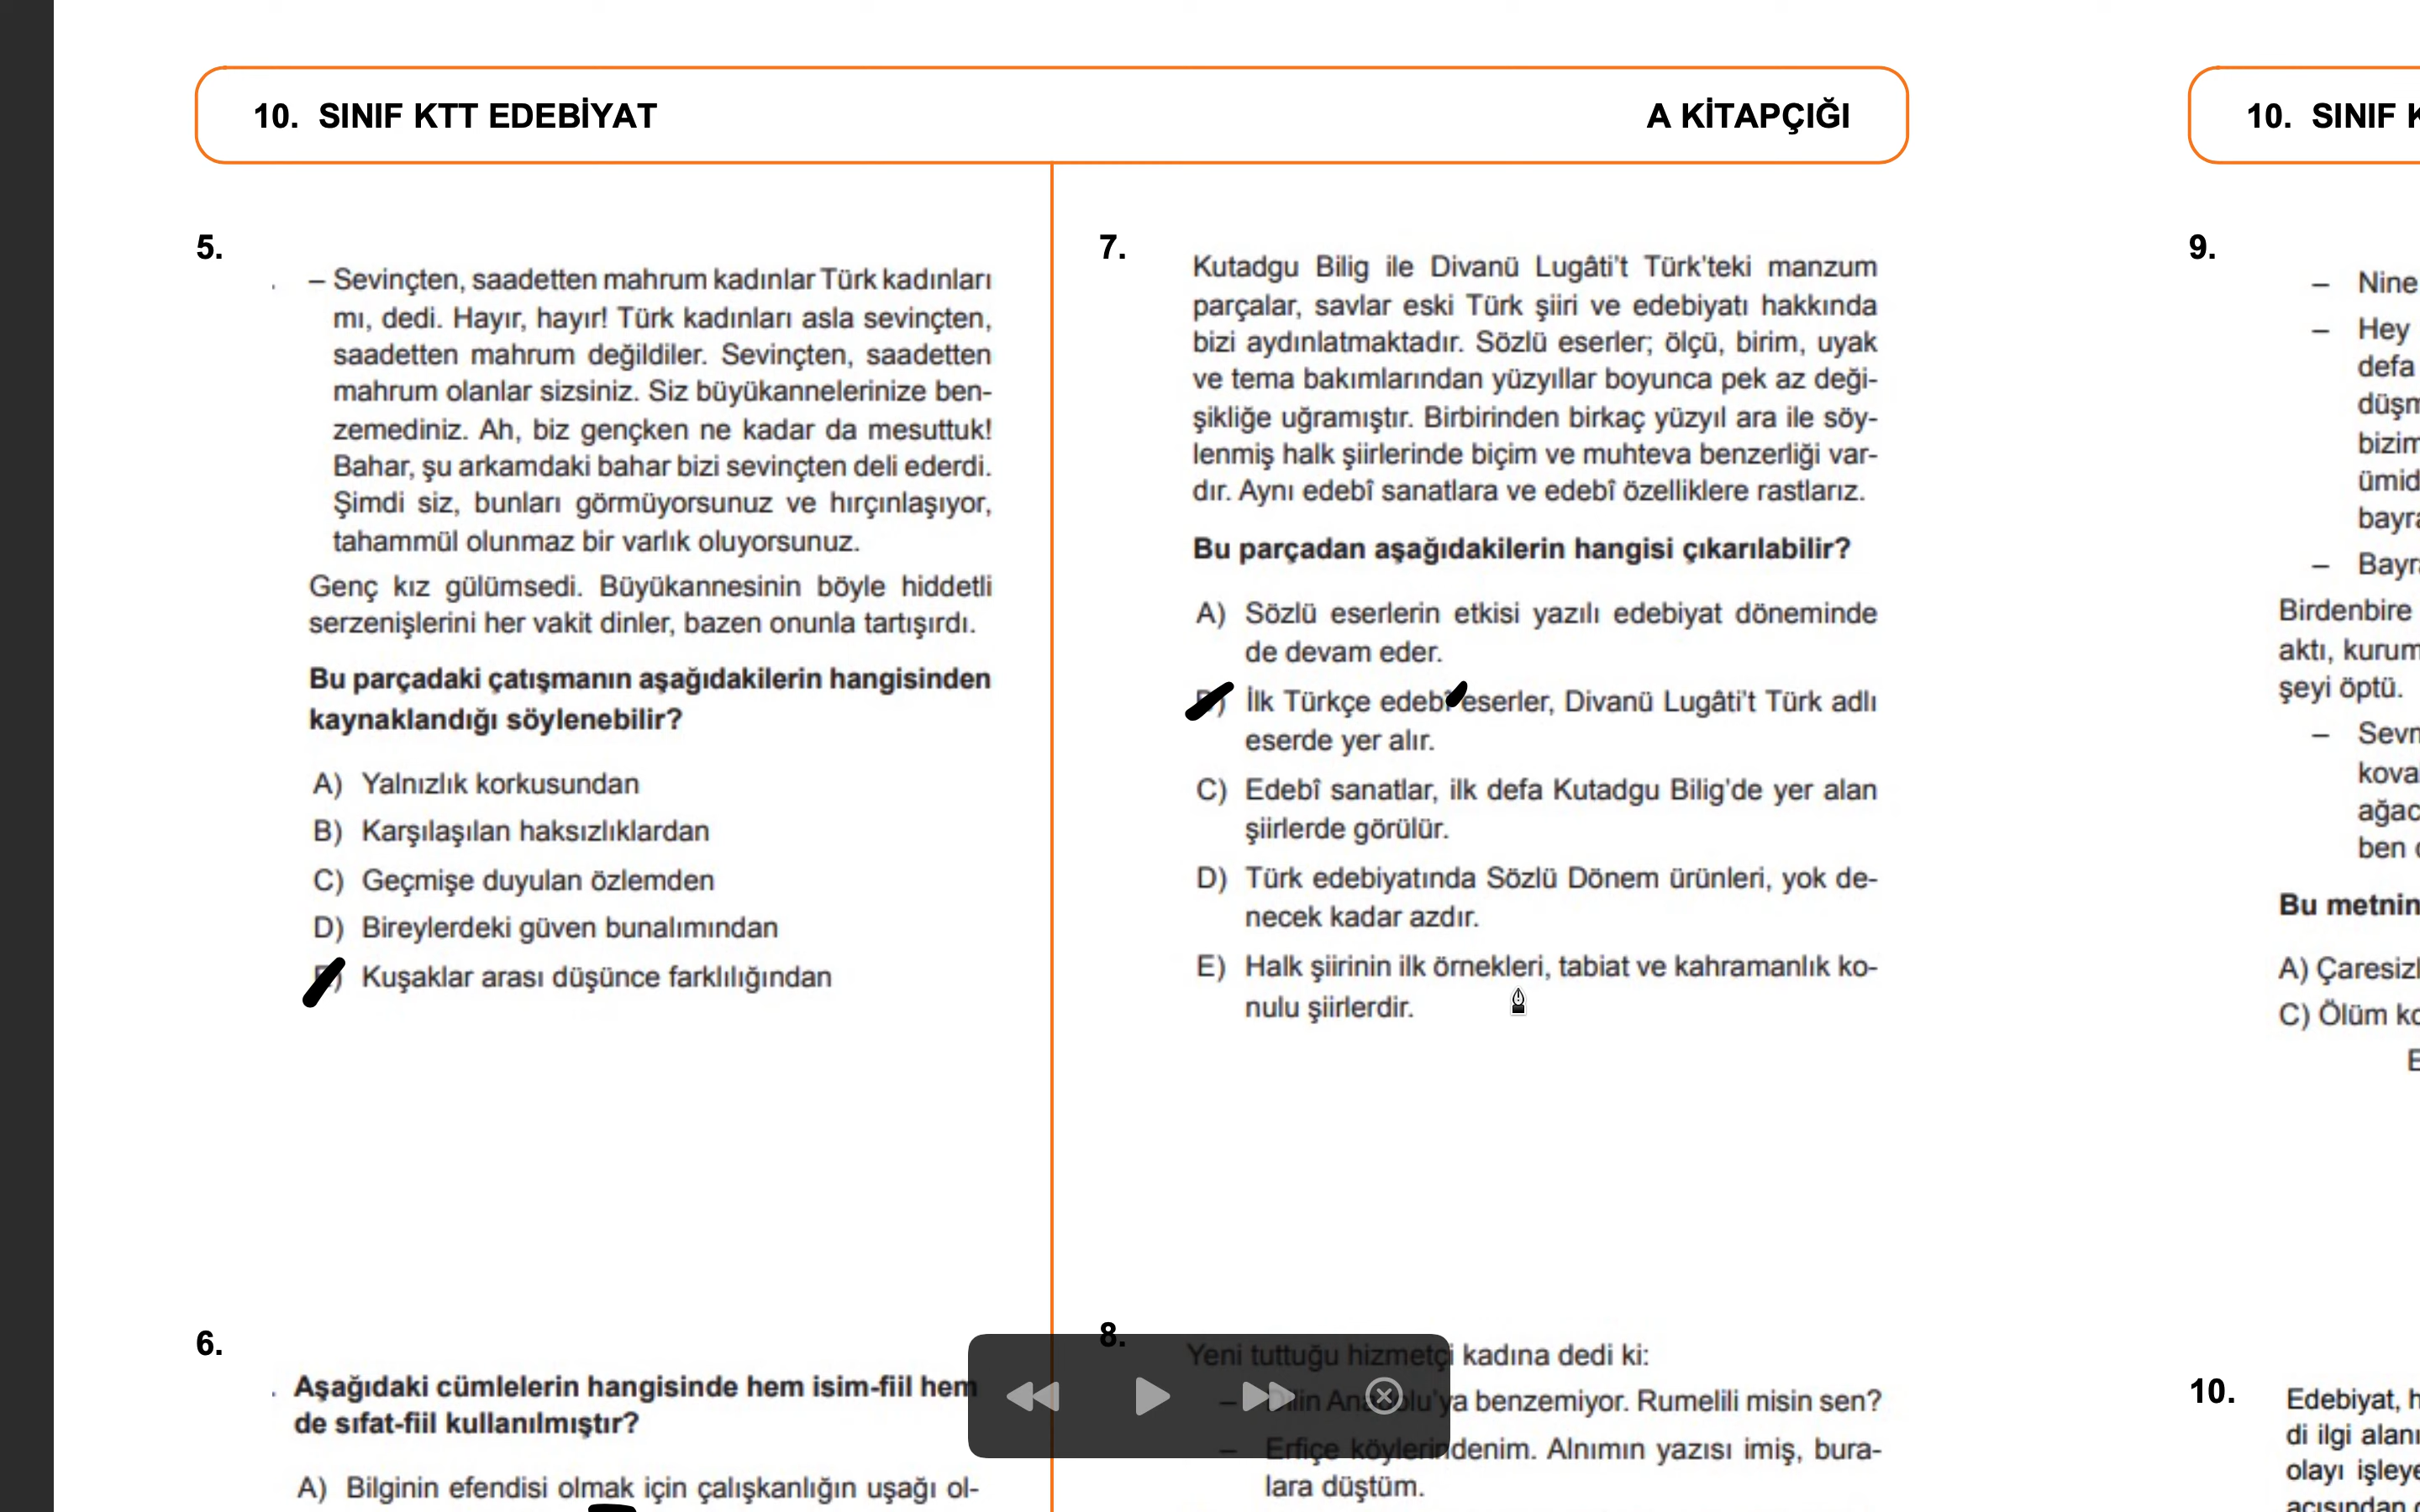 10. SINIF KTT EDEBİYAT
A KİTAPÇIĞI
5.
– Sevinçten, saadetten mahrum kadınlar Türk kadınları
mı, dedi. Hayır, hayır! Türk kadınları asla sevinçten,
saadetten mahrum değildiler. Sevinçten, saadetten
mahrum olanlar sizsiniz. Siz büyükannelerinize ben-
zemediniz. Ah, biz gençken ne kadar da mesuttuk!
Bahar, şu arkamdaki bahar bizi sevinçten deli ederdi.
Şimdi siz, bunları görmüyorsunuz ve hırçınlaşıyor,
tahammül olunmaz bir varlık oluyorsunuz.
Genç kız gülümsedi. Büyükannesinin böyle hiddetli
serzenişlerini her vakit dinler, bazen onunla tartışırdı.
Bu parçadaki çatışmanın aşağıdakilerin hangisinden
kaynaklandığı söylenebilir?
A) Yalnızlık korkusundan
B) Karşılaşılan haksızlıklardan
C) Geçmişe duyulan özlemden
D) Bireylerdeki güven bunalımından
E) Kuşaklar arası düşünce farklılığından
6.
Aşağıdaki cümlelerin hangisinde hem isim-fiil hem
de sıfat-fiil kullanılmıştır?
A) Bilginin efendisi olmak için çalışkanlığın uşağı ol-
7.
Kutadgu Bilig ile Divanü Lugâti't Türk'teki manzum
parçalar, savlar eski Türk şiiri ve edebiyatı hakkında
bizi aydınlatmaktadır. Sözlü eserler; ölçü, birim, uyak
ve tema bakımlarından yüzyıllar boyunca pek az deği-
şikliğe uğramıştır. Birbirinden birkaç yüzyıl ara ile söy-
lenmiş halk şiirlerinde biçim ve muhteva benzerliği var-
dır. Aynı edebî sanatlara ve edebî özelliklere rastlarız.
Bu parçadan aşağıdakilerin hangisi çıkarılabilir?
A) Sözlü eserlerin etkisi yazılı edebiyat döneminde
de devam eder.
B) İlk Türkçe edebî eserler, Divanü Lugâti't Türk adlı
eserde yer alır.
C) Edebî sanatlar, ilk defa Kutadgu Bilig'de yer alan
şiirlerde görülür.
D) Türk edebiyatında Sözlü Dönem ürünleri, yok de-
necek kadar azdır.
E) Halk şiirinin ilk örnekleri, tabiat ve kahramanlık ko-
nulu şiirlerdir.
8.
Yeni tuttuğu hizmetçi kadına dedi ki:
– Dilin Anadolu'ya benzemiyor. Rumelili misin sen?
– Erfiçe köylerindenim. Alnımın yazısı imiş, bura-
lara düştüm.
10. SINIF
9.
– Nine
– Hey
defa
düşm
bizim
ümid
bayra
– Bayra
Birdenbire
aktı, kurum
şeyi öptü.
– Sevn
koval
ağac
ben
Bu metnin
A) Çaresizl
C) Ölüm ko
10.
Edebiyat, h
di ilgi alanı
olayı işleye
açısından